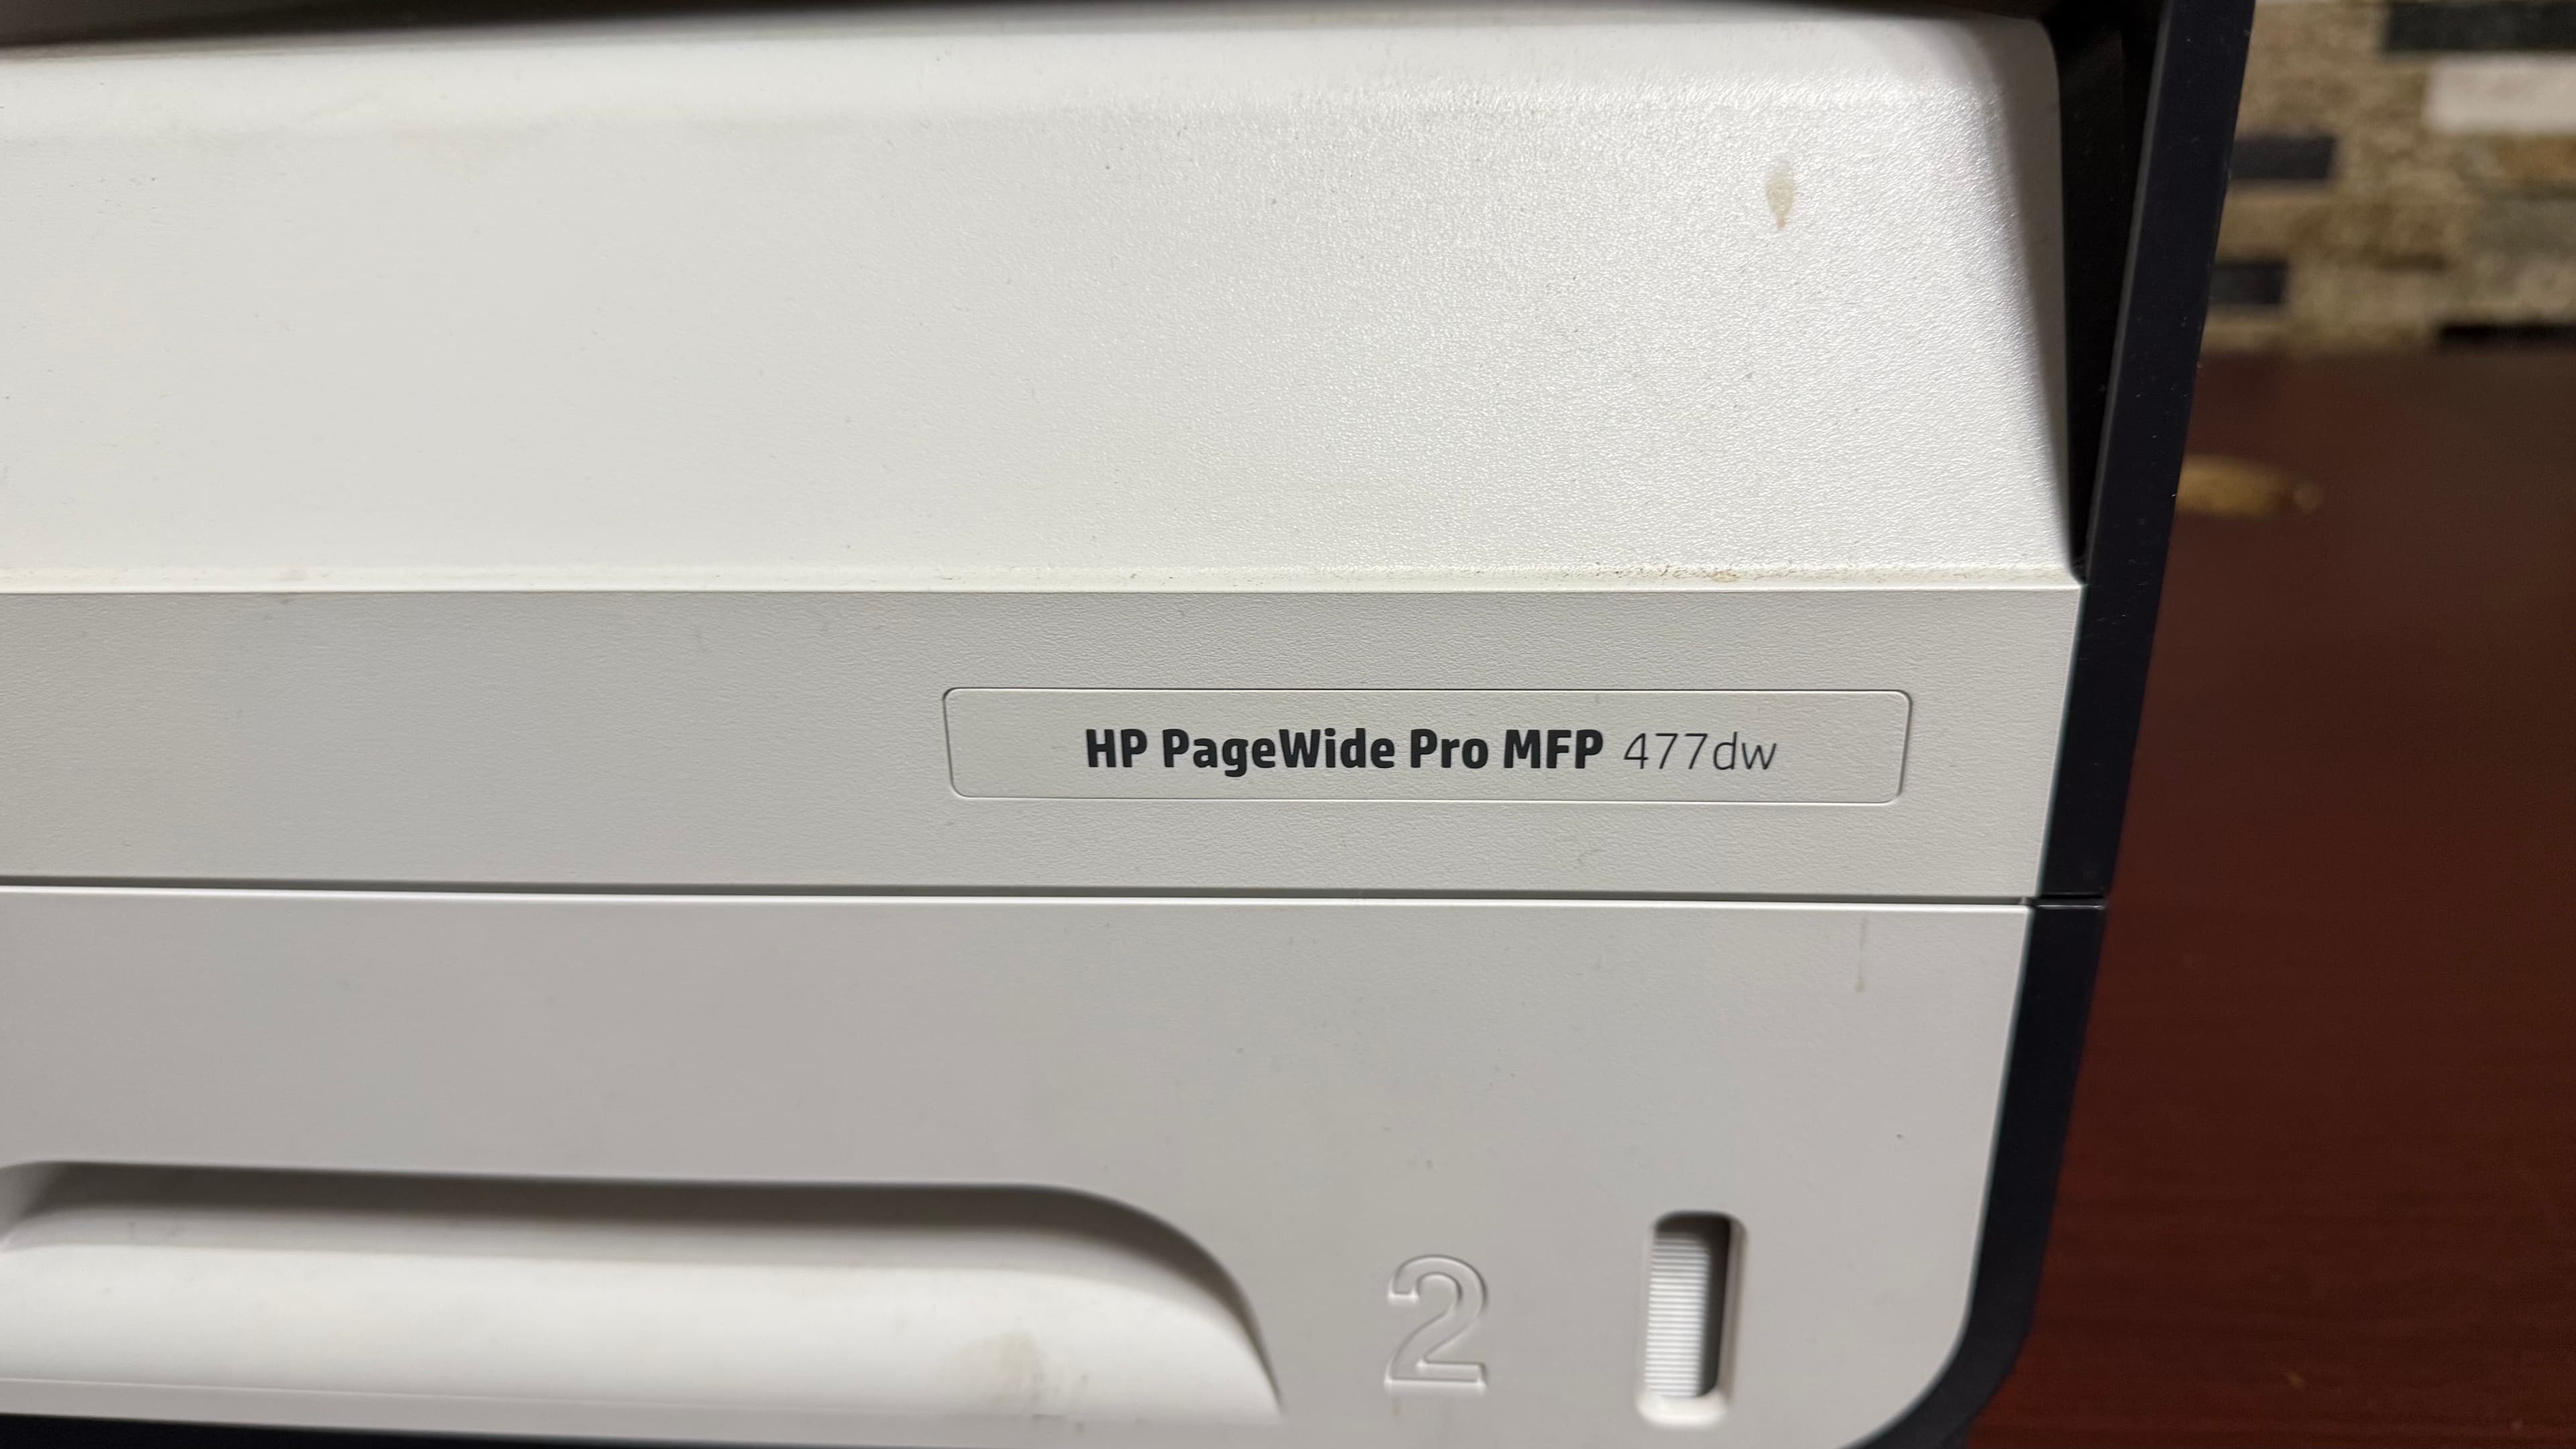 HP PageWide Pro MFP 477dw
2